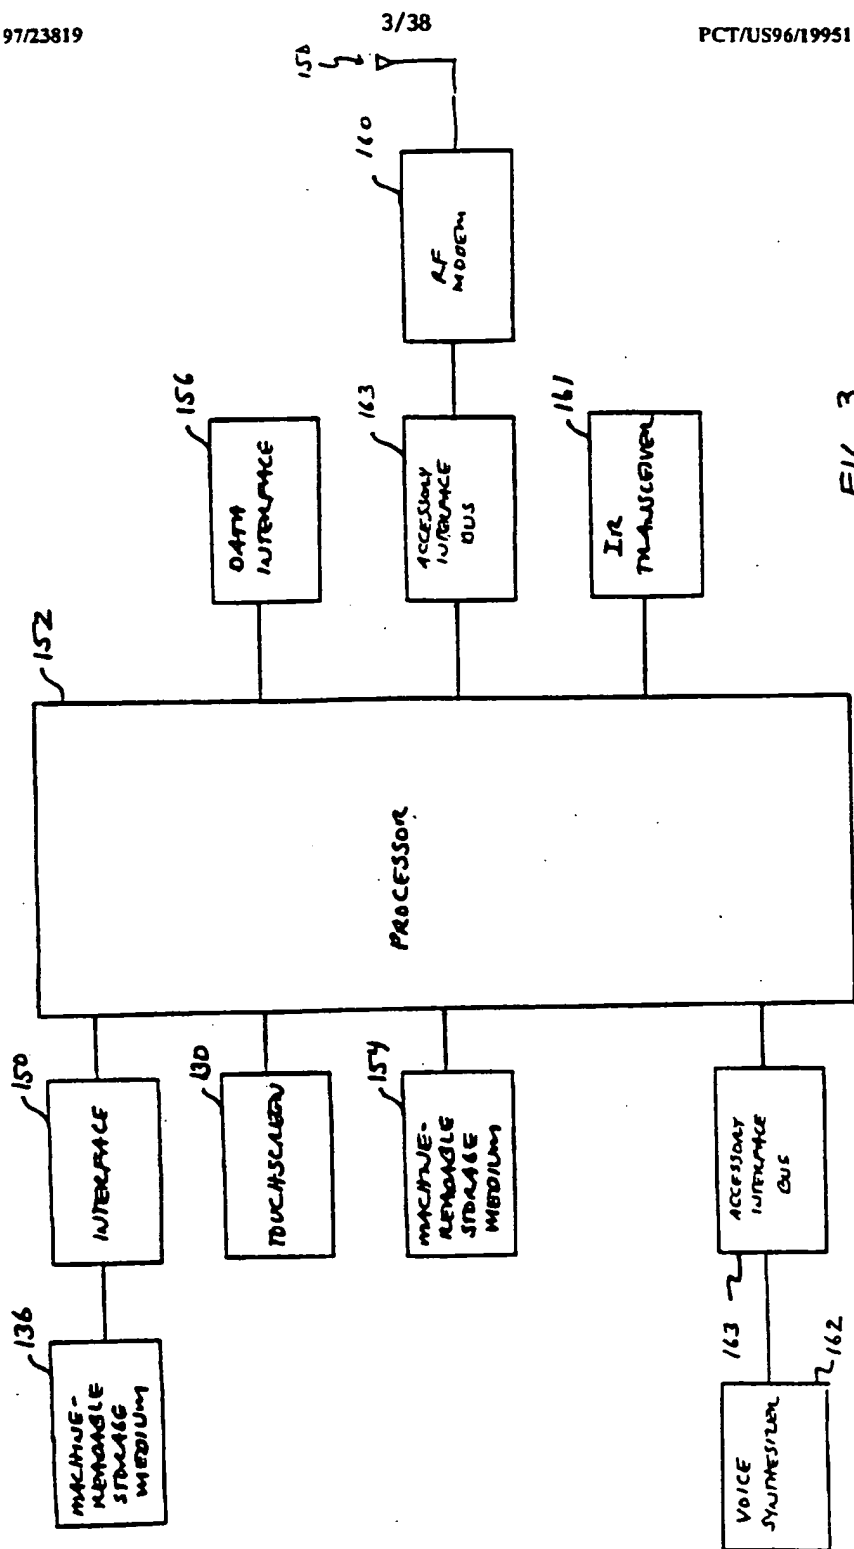 97/23819
3/38
PCT/US96/19951
158
160
RF
MODEM
156
DATA
INTERFACE
163
ACCESSORY
INTERFACE
BUS
161
IR
TRANSCEIVER
152
PROCESSOR
150
INTERFACE
130
TOUCHSCREEN
154
MACHINE-
READABLE
STORAGE
MEDIUM
ACCESSORY
INTERFACE
BUS
163
136
MACHINE-
READABLE
STORAGE
MEDIUM
162
VOICE
SYNTHESIZER
FIG. 3